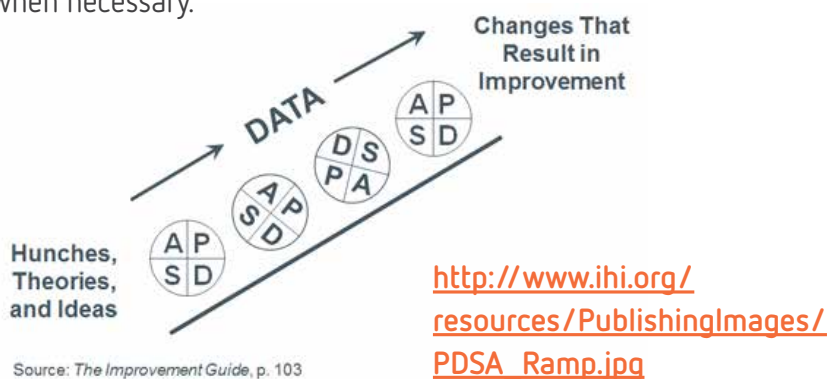 when necessary.
Changes That
Result in
Improvement
DATA
A P
S D
D S
P A
A P
S D
A P
S D
Hunches,
Theories,
and Ideas
http://www.ihi.org/
resources/PublishingImages/
PDSA_Ramp.jpg
Source: The Improvement Guide, p. 103